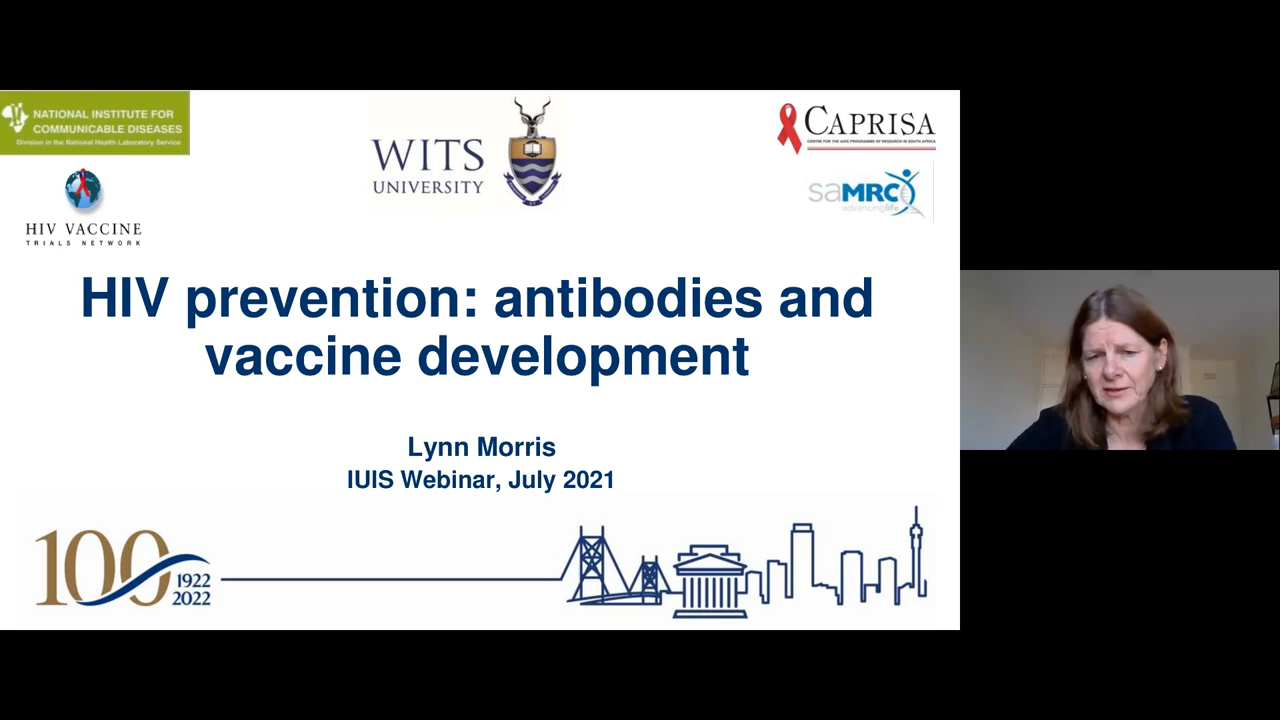 NATIONAL INSTITUTE FOR
COMMUNICABLE DISEASES
Division in the National Health Laboratory Service
HIV VACCINE
TRIALS NETWORK
WITS
UNIVERSITY
CAPRISA
CENTRE FOR THE AIDS PROGRAMME OF RESEARCH IN SOUTH AFRICA
saMRC
advancinglife
HIV prevention: antibodies and
vaccine development
Lynn Morris
IUIS Webinar, July 2021
100
1922
2022